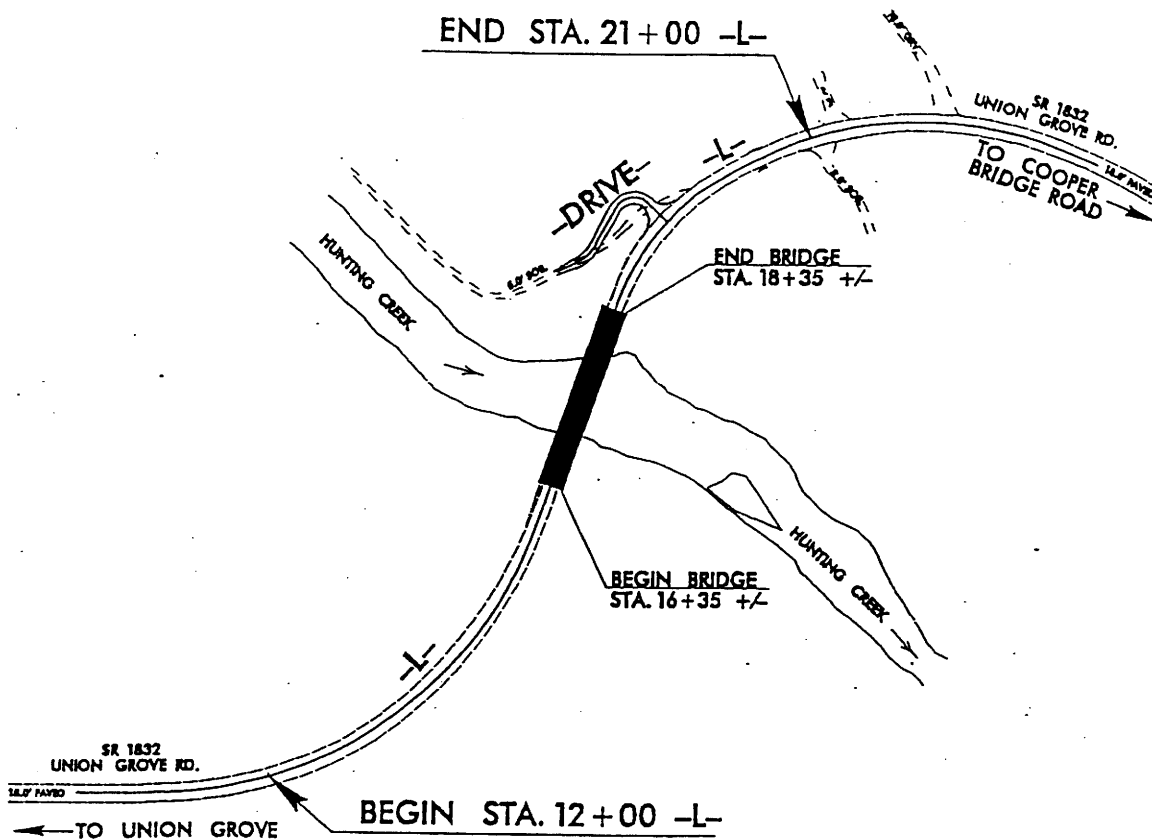 END STA. 21+00 -L-
SR 1832
UNION GROVE RD.
-L-
TO COOPER
BRIDGE ROAD
-DRIVE-
HUNTING CREEK
END BRIDGE
STA. 18+35 +/-
HUNTING CREEK
BEGIN BRIDGE
STA. 16+35 +/-
-L-
SR 1832
UNION GROVE RD.
BEGIN STA. 12+00 -L-
TO UNION GROVE